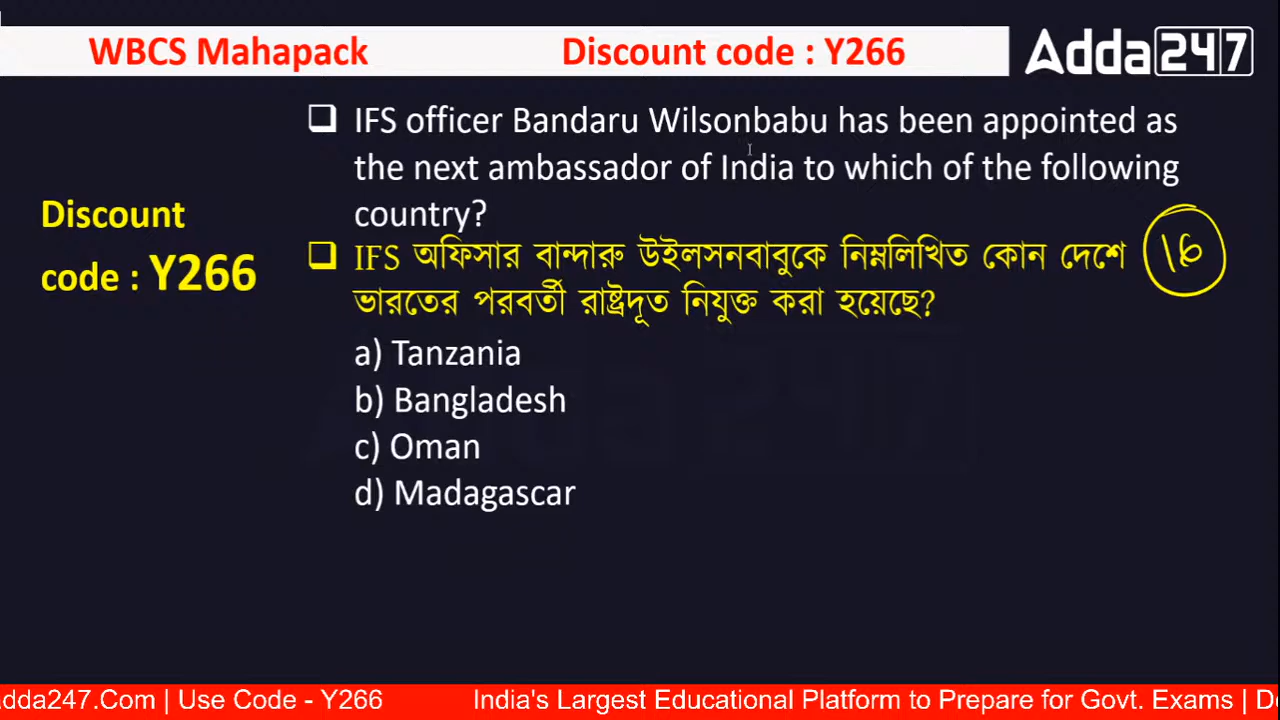 WBCS Mahapack Discount code : Y266 Adda247
❑ IFS officer Bandaru Wilsonbabu has been appointed as
the next ambassador of India to which of the following
country?
Discount
code : Y266
❑ IFS অফিসার বান্দারু উইলসনবাবুকে নিম্নলিখিত কোন দেশে
ভারতের পরবর্তী রাষ্ট্রদূত নিযুক্ত করা হয়েছে?
16
a) Tanzania
b) Bangladesh
c) Oman
d) Madagascar
Adda247.Com | Use Code - Y266 India's Largest Educational Platform to Prepare for Govt. Exams |